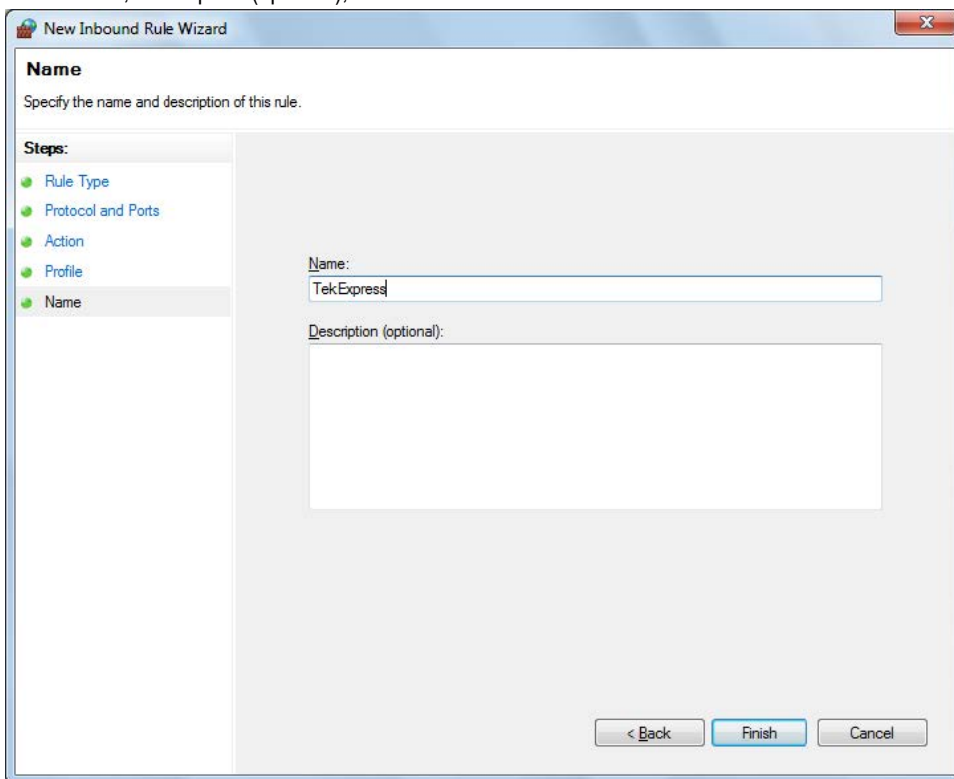 New Inbound Rule Wizard
Name
Specify the name and description of this rule.
Steps:
Rule Type
Protocol and Ports
Action
Profile
Name
Name:
TekExpress
Description (optional):
< Back
Finish
Cancel